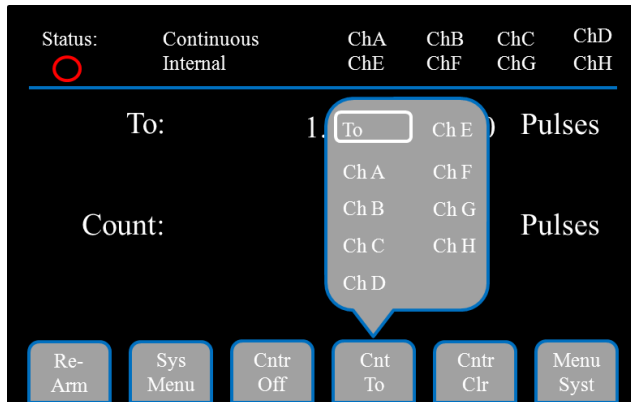 Status: Continuous ChA ChB ChC ChD
Internal ChE ChF ChG ChH
To: 1. ) Pulses
To Ch E
Ch A Ch F
Ch B Ch G
Ch C Ch H
Ch D
Count: Pulses
Re- Sys Cntr Cnt Cntr Menu
Arm Menu Off To Clr Syst